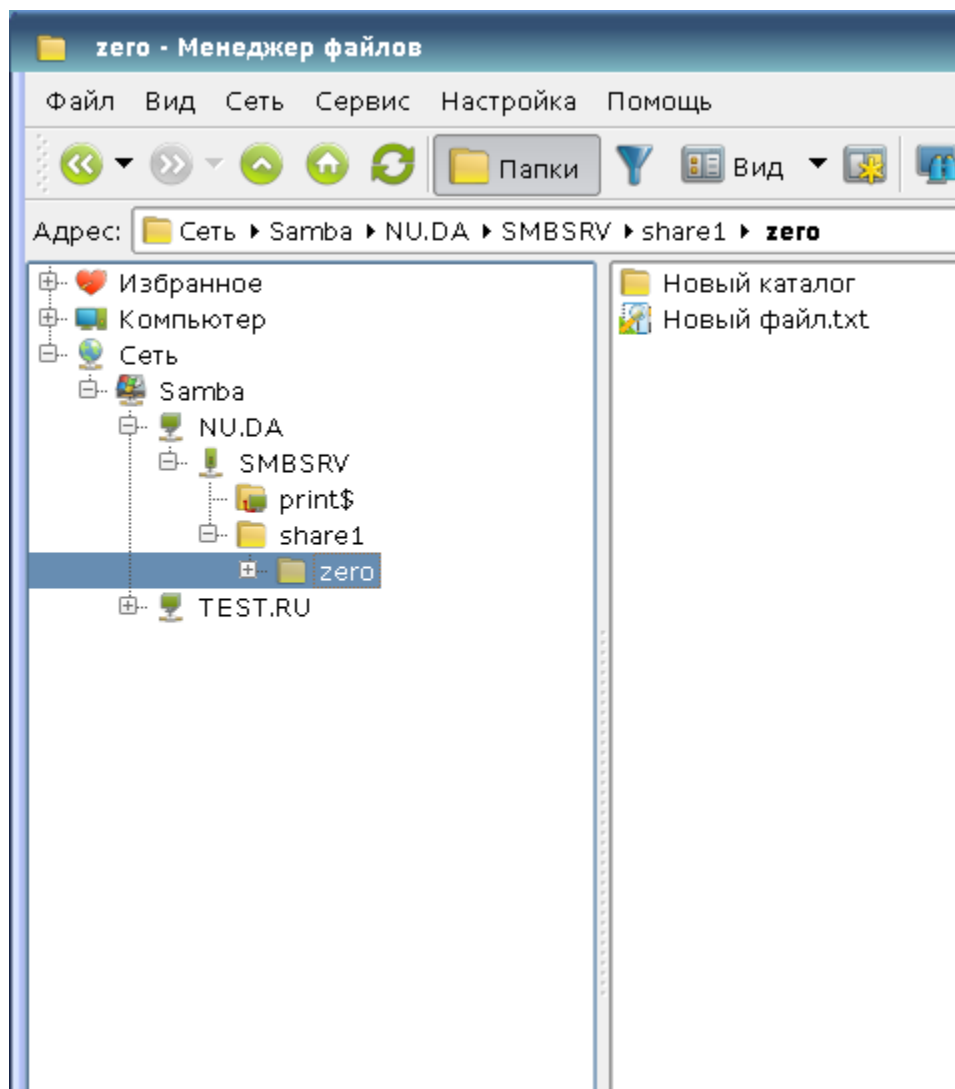 zero - Менеджер файлов
Файл Вид Сеть Сервис Настройка Помощь
Папки Вид
Адрес: Сеть Samba NU.DA SMBSRV share1 zero
Избранное
Компьютер
Сеть
Samba
NU.DA
SMBSRV
print$
share1
zero
TEST.RU
Новый каталог
Новый файл.txt